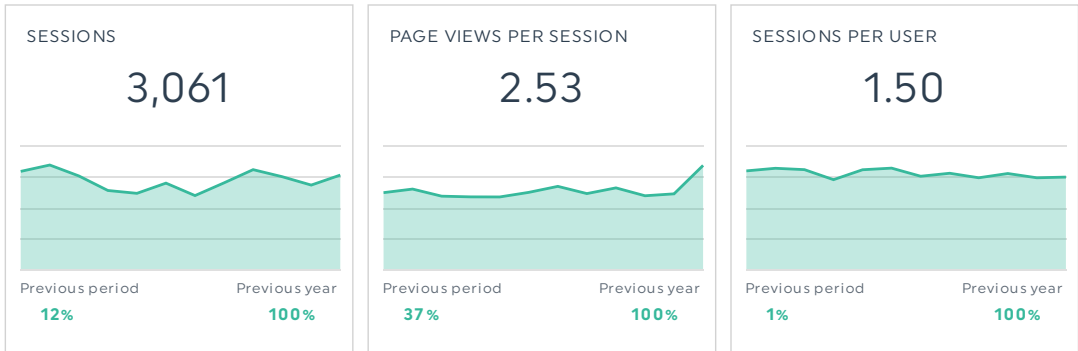 SESSIONS
3,061
Previous period
Previous year
12%
100%
PAGE VIEWS PER SESSION
2.53
Previous period
Previous year
37%
100%
SESSIONS PER USER
1.50
Previous period
Previous year
1%
100%